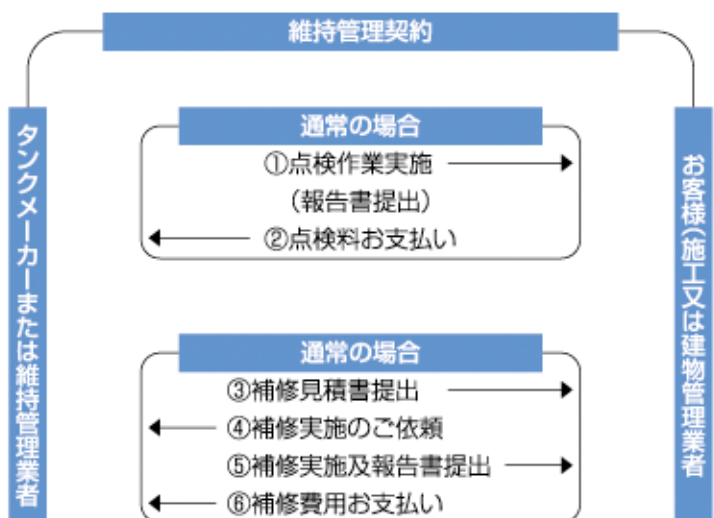 維持管理契約
タンクメーカーまたは維持管理業者
通常の場合
①点検作業実施
（報告書提出）
②点検料お支払い
通常の場合
③補修見積書提出
④補修実施のご依頼
⑤補修実施及報告書提出
⑥補修費用お支払い
お客様（施工又は建物管理業者